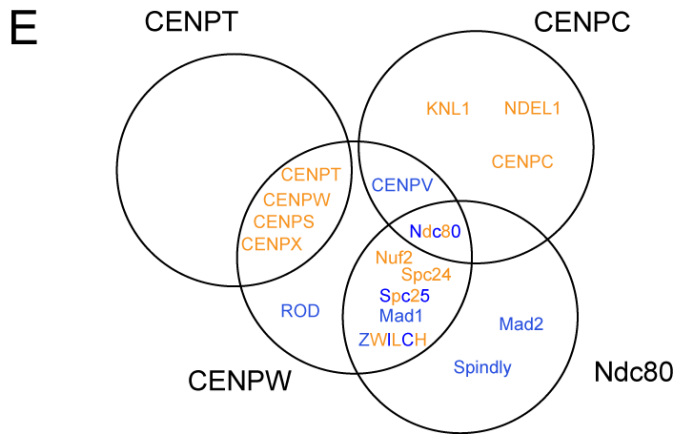 E
CENPT
CENPC
KNL1
NDEL1
CENPC
CENPT
CENPW
CENPS
CENPX
CENPV
Ndc80
Nuf2
Spc24
Spc25
Mad1
ZWILCH
ROD
Mad2
Spindly
CENPW
Ndc80